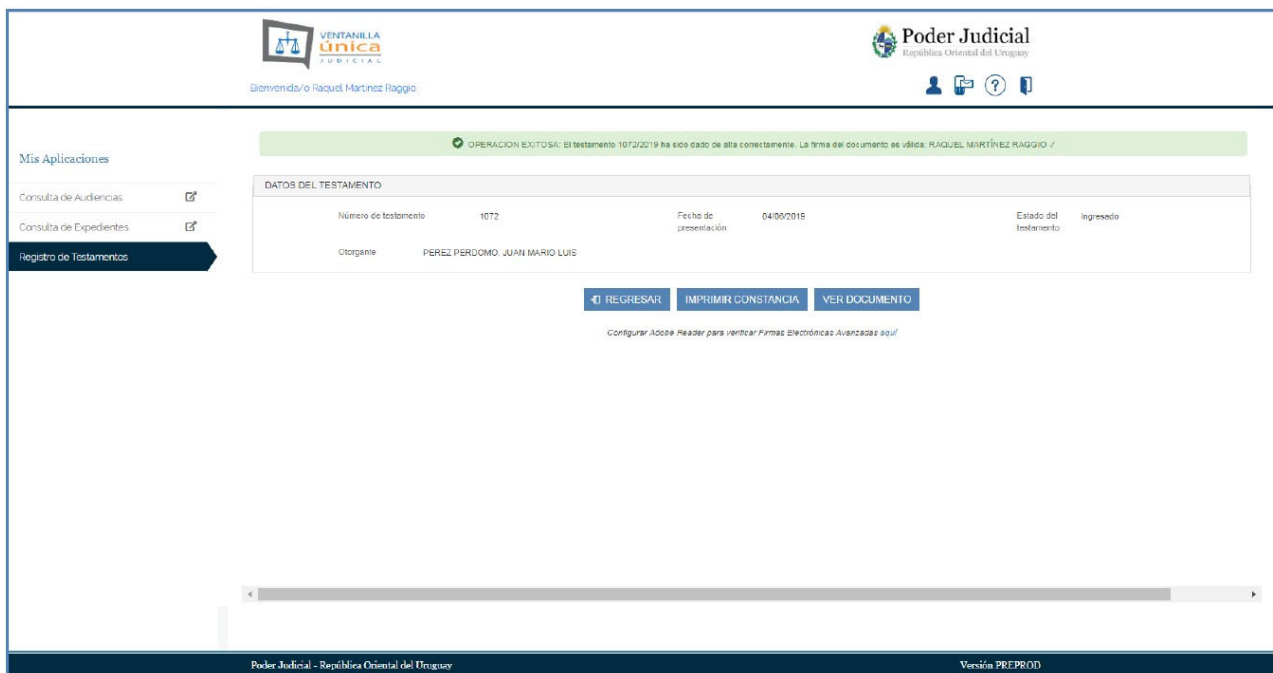 VENTANILLA
única
JUDICIAL
Poder Judicial
República Oriental del Uruguay
Bienvenida/o Raquel Martinez Raggio
?
Mis Aplicaciones
OPERACION EXITOSA: El testamento 1072/2019 ha sido dado de alta correctamente. La firma del documento es válida: RAQUEL MARTÍNEZ RAGGIO ✓
Consulta de Audiencias
Consulta de Expedientes
Registro de Testamentos
DATOS DEL TESTAMENTO
Número de testamento 1072 Fecha de presentación 04/06/2019 Estado del testamento Ingresado
Otorgante PEREZ PERDOMO, JUAN MARIO LUIS
REGRESAR IMPRIMIR CONSTANCIA VER DOCUMENTO
Configurar Adobe Reader para verificar Firmas Electrónicas Avanzadas aquí
Poder Judicial - República Oriental del Uruguay Versión PREPROD